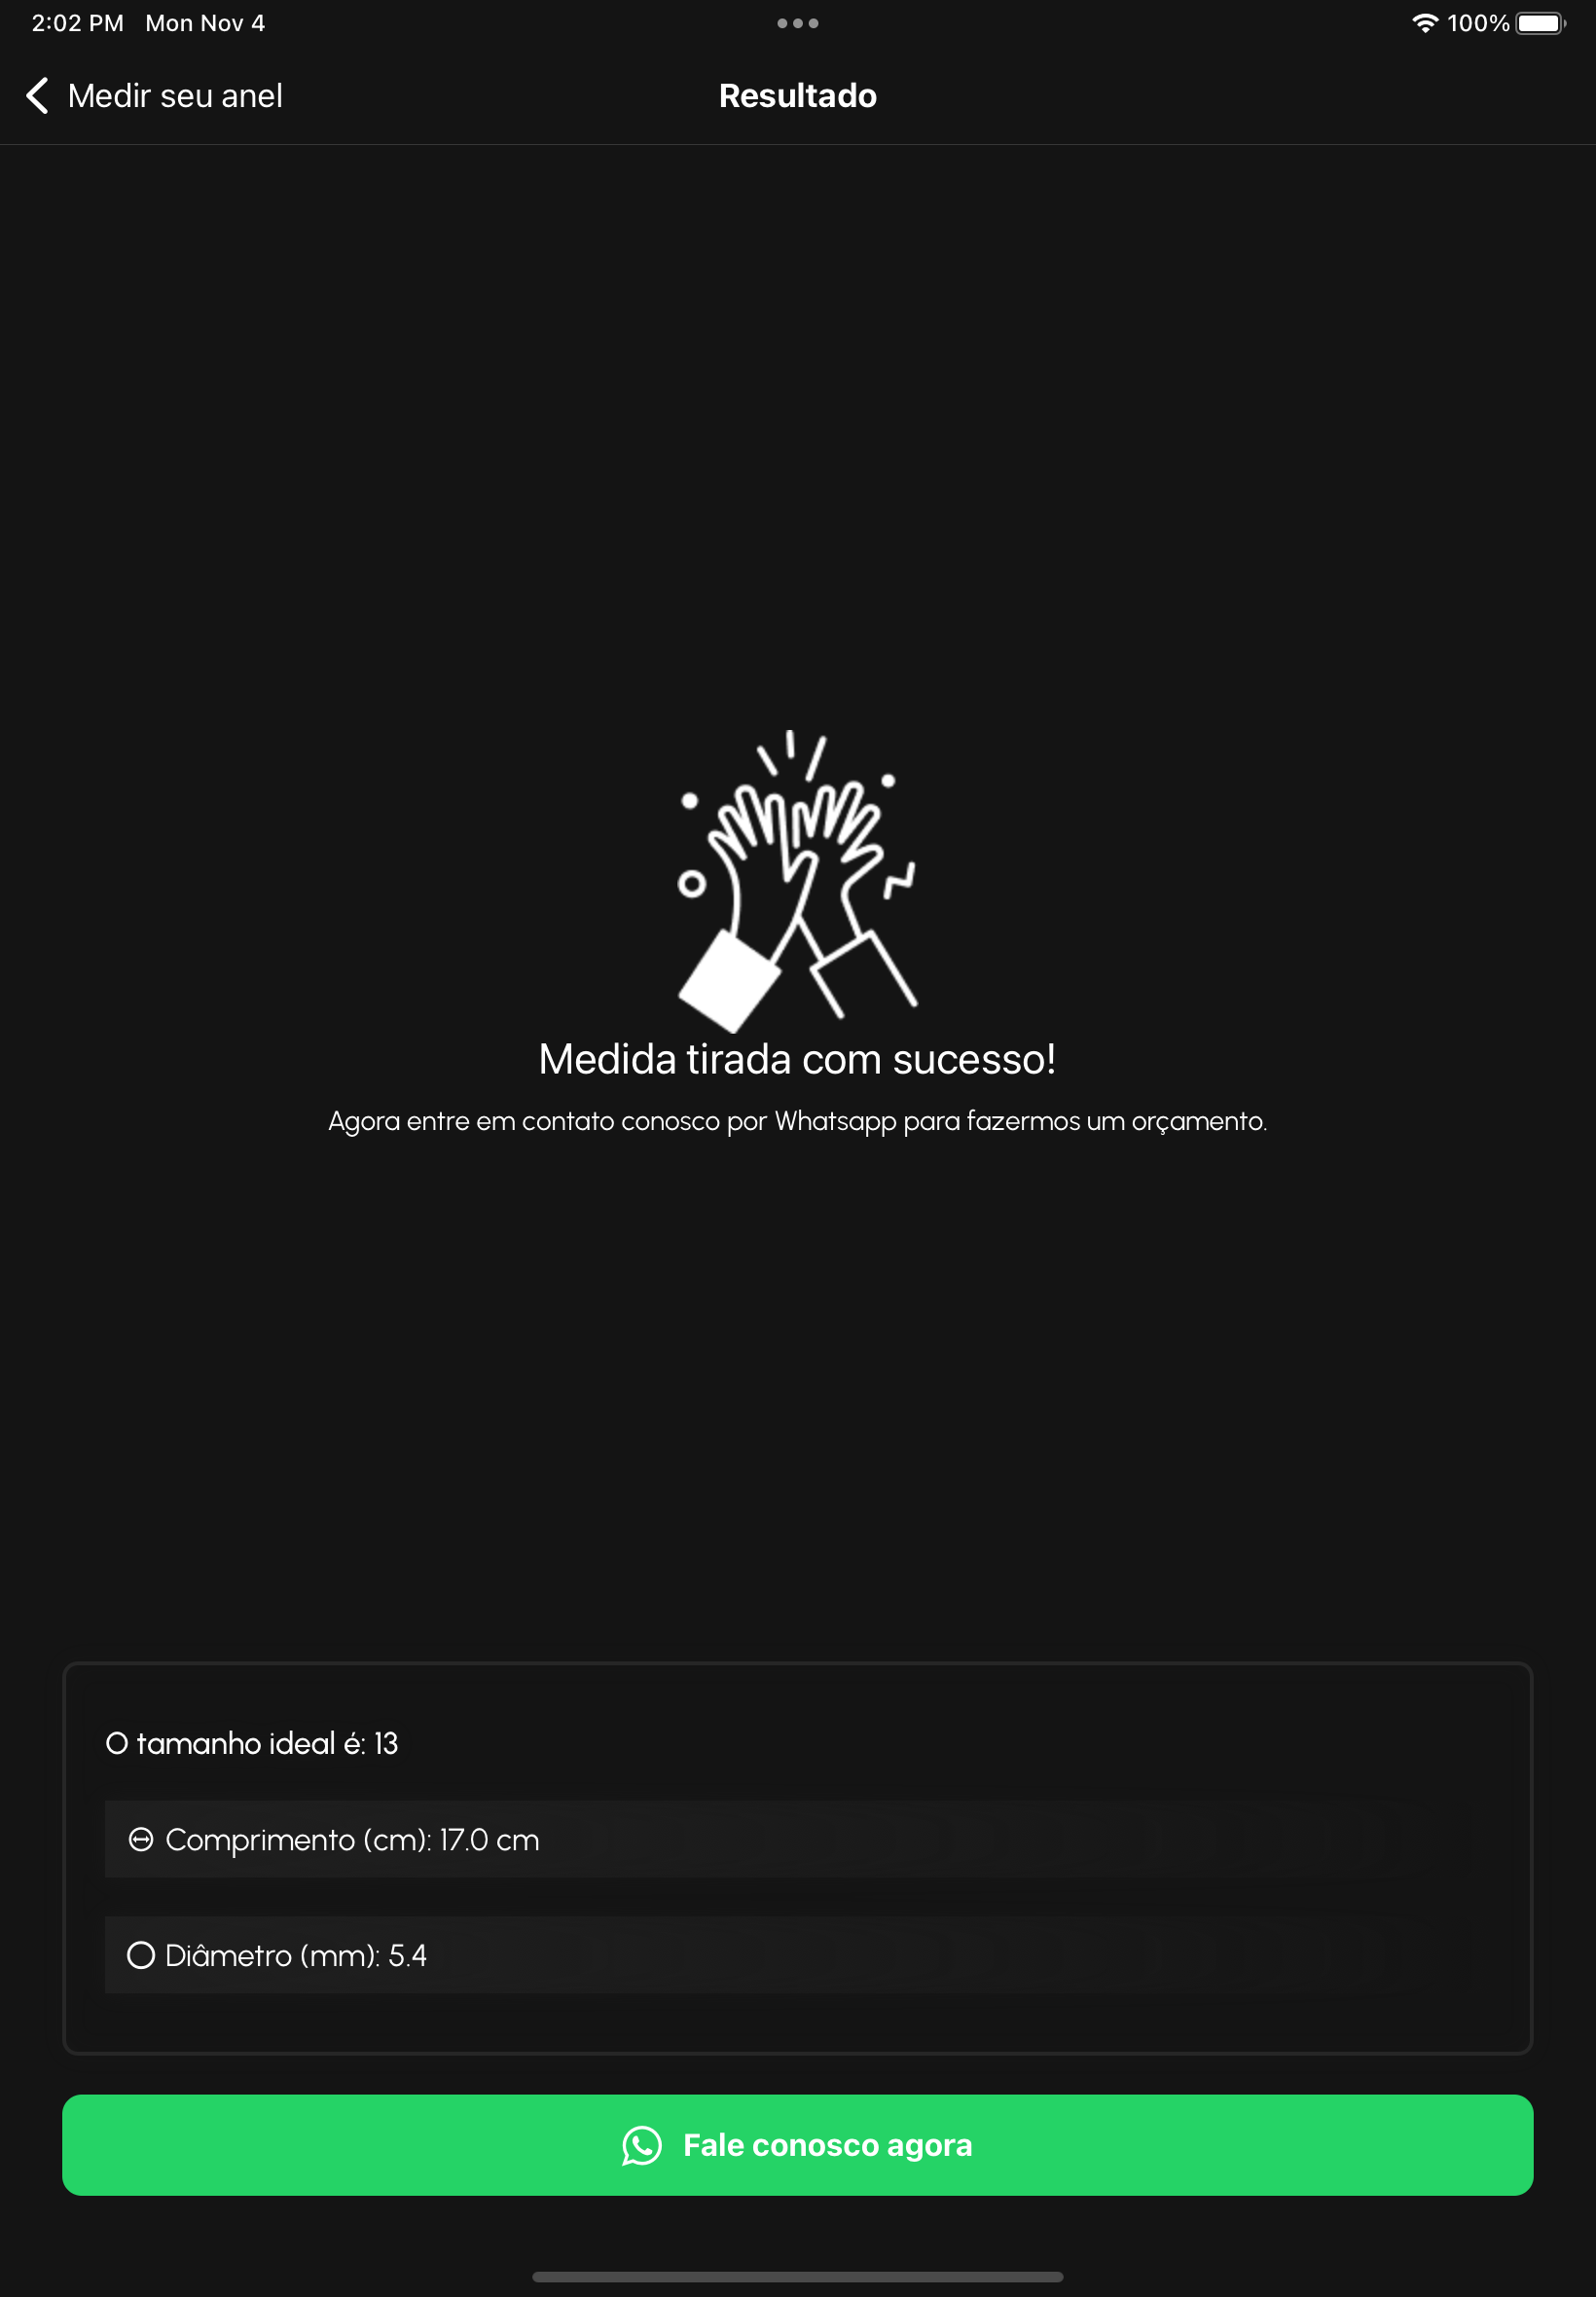 2:02 PM Mon Nov 4
100%
Medir seu anel
Resultado
Medida tirada com sucesso!
Agora entre em contato conosco por Whatsapp para fazermos um orçamento.
O tamanho ideal é: 13
Comprimento (cm): 17.0 cm
Diâmetro (mm): 5.4
Fale conosco agora